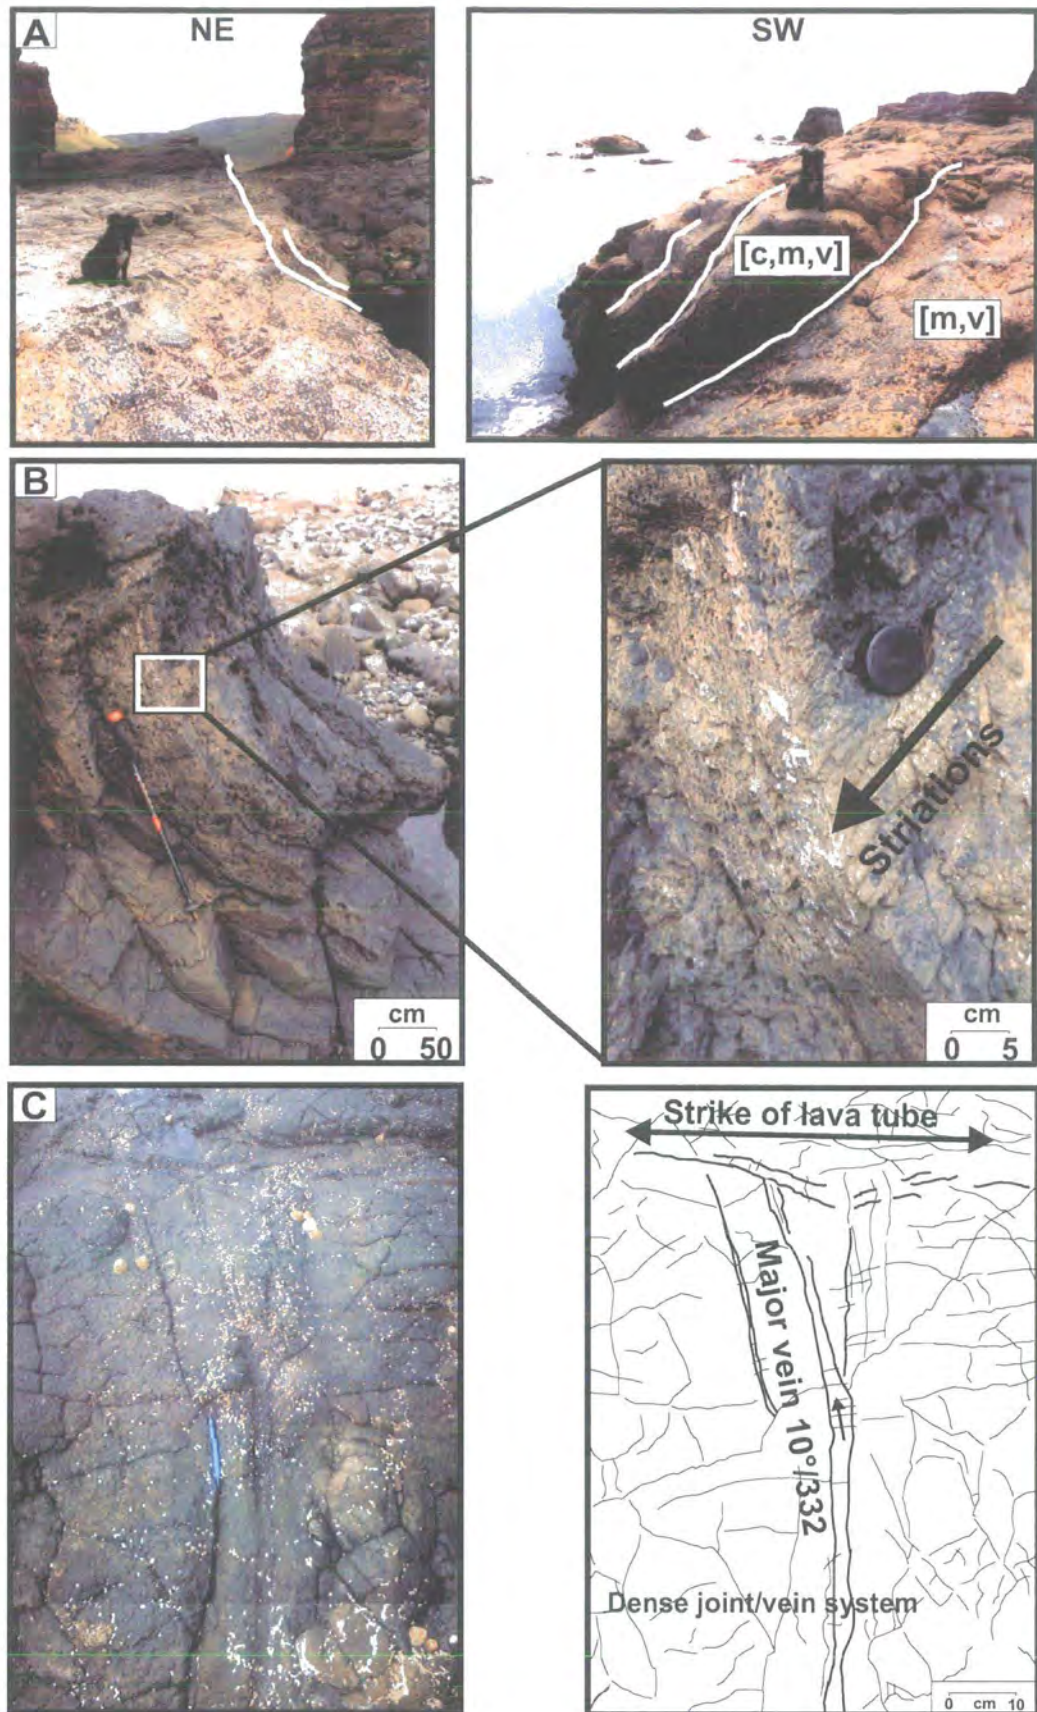 A
NE
SW
[c,m,v]
[m,v]
B
cm
0 50
Striations
cm
0 5
C
Strike of lava tube
Major vein 10°/332
Dense joint/vein system
0 cm 10